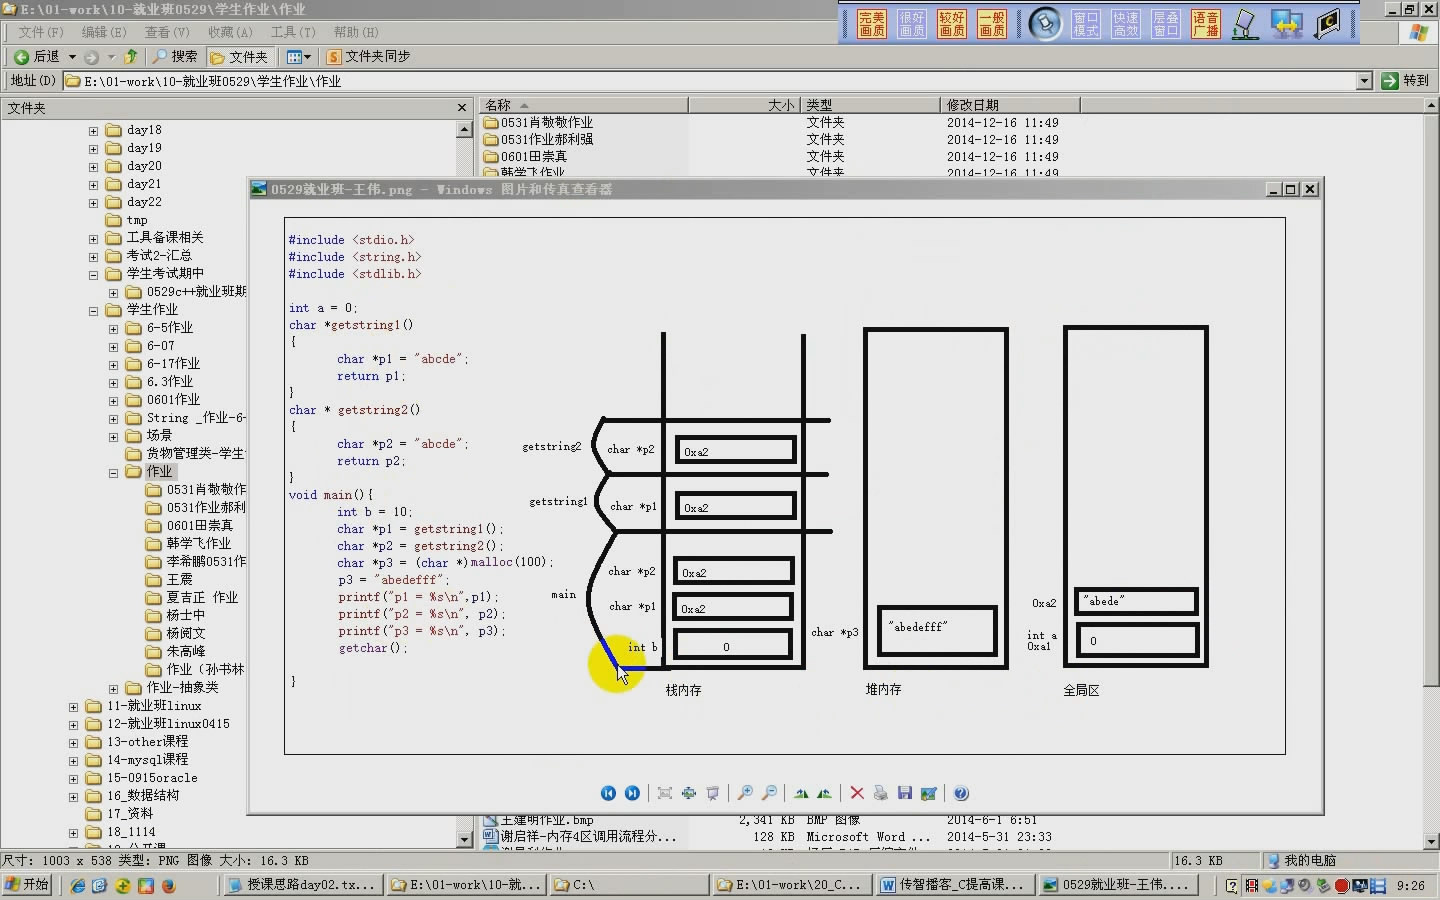 E:\01-work\10-就业班0529\学生作业\作业
文件(F) 编辑(E) 查看(V) 收藏(A) 工具(T) 帮助(H)
完美画质 很好画质 较好画质 一般画质 窗口模式 快速高效 层叠窗口 语音广播
后退 搜索 文件夹 文件夹同步
地址(D) E:\01-work\10-就业班0529\学生作业\作业 转到
文件夹
day18
day19
day20
day21
day22
tmp
工具备课相关
考试2-汇总
学生考试期中
0529c++就业班期
学生作业
6-5作业
6-07
6-17作业
6.3作业
0601作业
String _作业-6-
场景
货物管理类-学生
作业
0531肖敬敬作
0531作业郝利
0601田崇真
韩学飞作业
李希鹏0531作
王震
夏吉正 作业
杨士中
杨阅文
朱高峰
作业（孙书林
作业-抽象类
11-就业班linux
12-就业班linux0415
13-other课程
14-mysql课程
15-0915oracle
16_数据结构
17_资料
18_1114
名称 大小 类型 修改日期
0531肖敬敬作业 文件夹 2014-12-16 11:49
0531作业郝利强 文件夹 2014-12-16 11:49
0601田崇真 文件夹 2014-12-16 11:49
韩学飞作业 文件夹 2014-12-16 11:49
0529就业班-王伟.png - Windows 图片和传真查看器
#include <stdio.h>
#include <string.h>
#include <stdlib.h>
int a = 0;
char *getstring1()
{
char *p1 = "abcde";
return p1;
}
char * getstring2()
{
char *p2 = "abcde";
return p2;
}
void main(){
int b = 10;
char *p1 = getstring1();
char *p2 = getstring2();
char *p3 = (char *)malloc(100);
p3 = "abedefff";
printf("p1 = %s\n",p1);
printf("p2 = %s\n", p2);
printf("p3 = %s\n", p3);
getchar();
}
getstring2 char *p2 0xa2
getstring1 char *p1 0xa2
main
char *p2 0xa2
char *p1 0xa2
int b 0
栈内存
char *p3 "abedefff"
堆内存
0xa2 "abede"
int a
0xa1
0
全局区
王建明作业.bmp 2,341 KB BMP 图像 2014-6-1 6:51
谢启祥-内存4区调用流程分... 128 KB Microsoft Word ... 2014-5-31 23:33
尺寸: 1003 x 538 类型: PNG 图像 大小: 16.3 KB 16.3 KB 我的电脑
开始 授课思路day02.tx... E:\01-work\10-就... C:\ E:\01-work\20_C... 传智播客_C提高课... 0529就业班-王伟.... 9:26